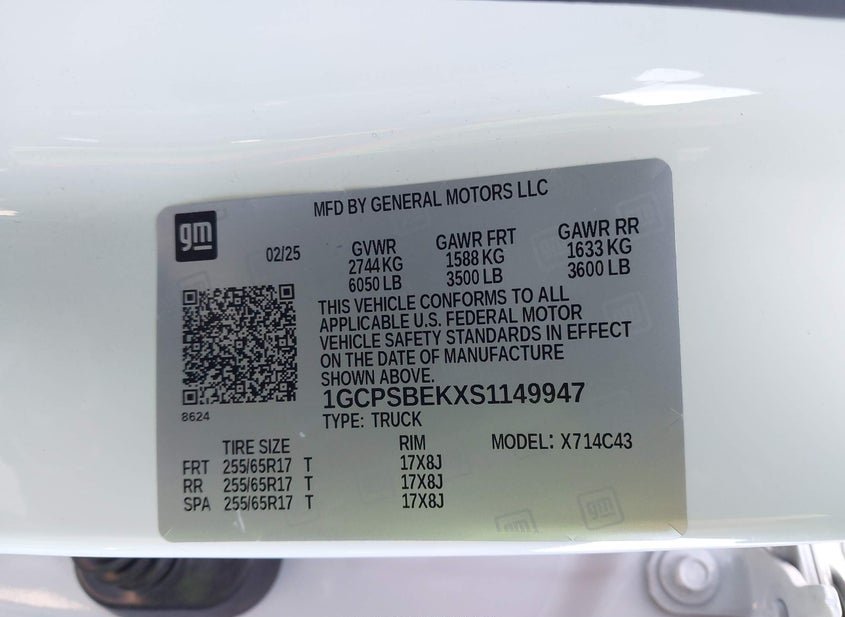 MFD BY GENERAL MOTORS LLC
gm
02/25
GVWR GAWR FRT GAWR RR
2744 KG 1588 KG 1633 KG
6050 LB 3500 LB 3600 LB
THIS VEHICLE CONFORMS TO ALL
APPLICABLE U.S. FEDERAL MOTOR
VEHICLE SAFETY STANDARDS IN EFFECT
ON THE DATE OF MANUFACTURE
SHOWN ABOVE.
1GCPSBEKXS1149947
8624
TYPE: TRUCK
TIRE SIZE RIM MODEL: X714C43
FRT 255/65R17 T 17X8J
RR 255/65R17 T 17X8J
SPA 255/65R17 T 17X8J
gm
gm